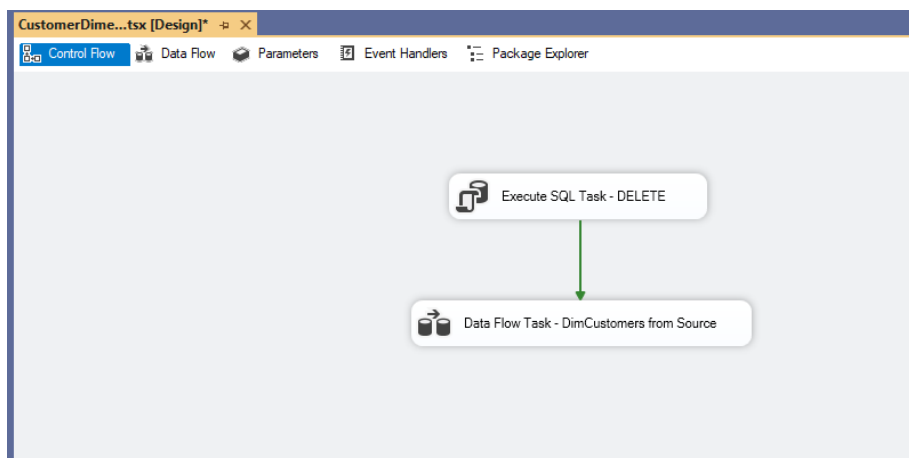 CustomerDime...tsx [Design]*
Control Flow Data Flow Parameters Event Handlers Package Explorer
Execute SQL Task - DELETE
Data Flow Task - DimCustomers from Source